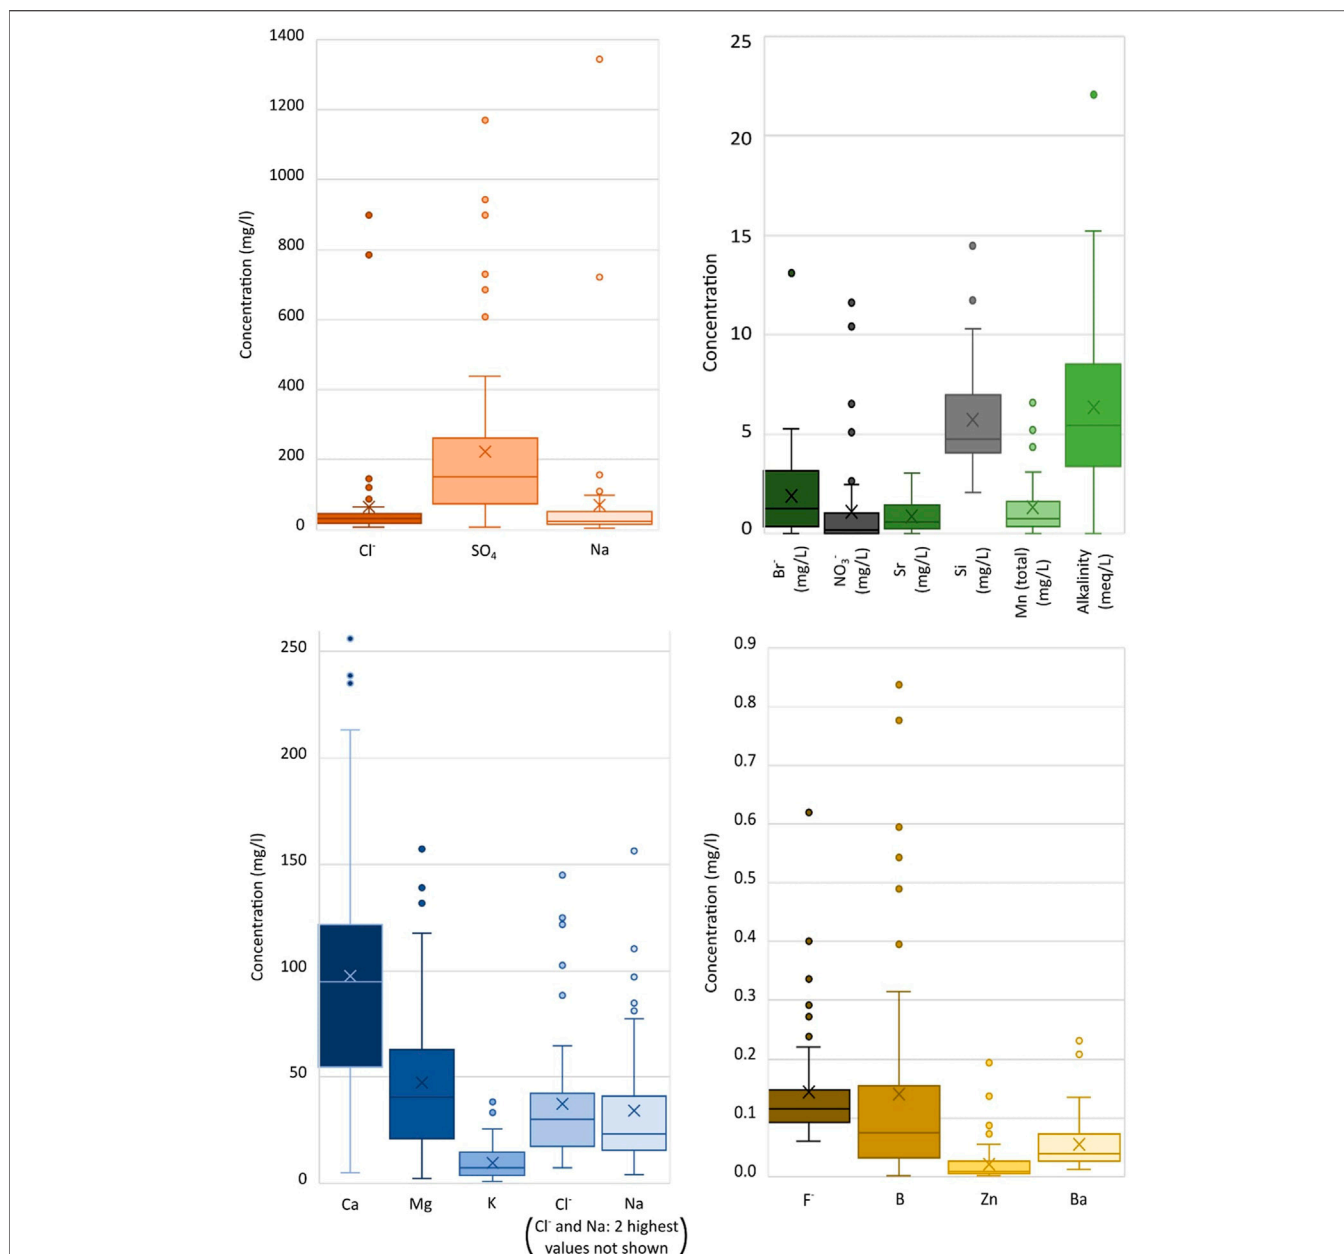 1400
1200
1000
800
600
400
200
0
Concentration (mg/l)
Cl⁻
SO₄
Na
25
20
15
10
5
0
Concentration
Br⁻ (mg/L)
NO₃⁻ (mg/L)
Sr (mg/L)
Si (mg/L)
Mn (total) (mg/L)
Alkalinity (meq/L)
250
200
150
100
50
0
Concentration (mg/l)
Ca
Mg
K
Cl⁻
Na
(Cl⁻ and Na: 2 highest
values not shown)
0.9
0.8
0.7
0.6
0.5
0.4
0.3
0.2
0.1
0.0
Concentration (mg/l)
F⁻
B
Zn
Ba